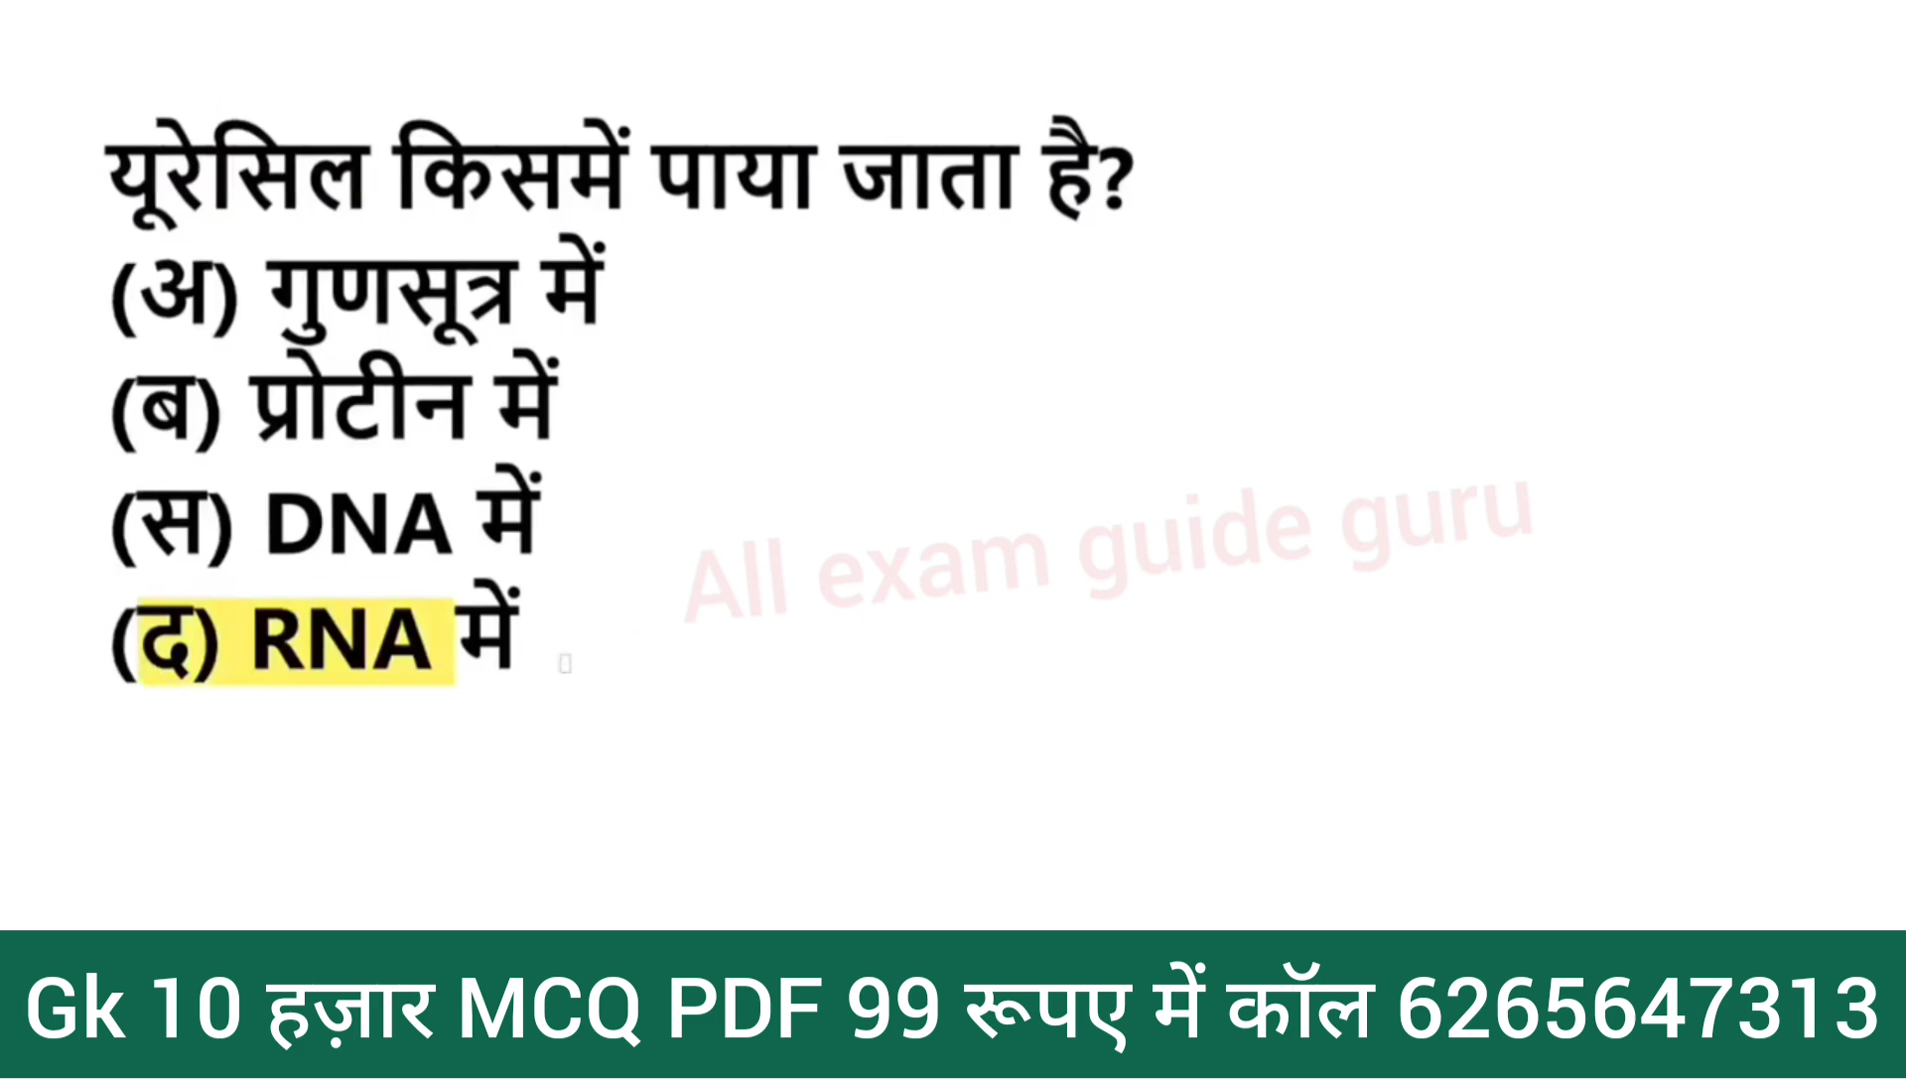 यूरेसिल किसमें पाया जाता है?
(अ) गुणसूत्र में
(ब) प्रोटीन में
(स) DNA में
(द) RNA में
All exam guide guru
Gk 10 हज़ार MCQ PDF 99 रूपए में कॉल 6265647313